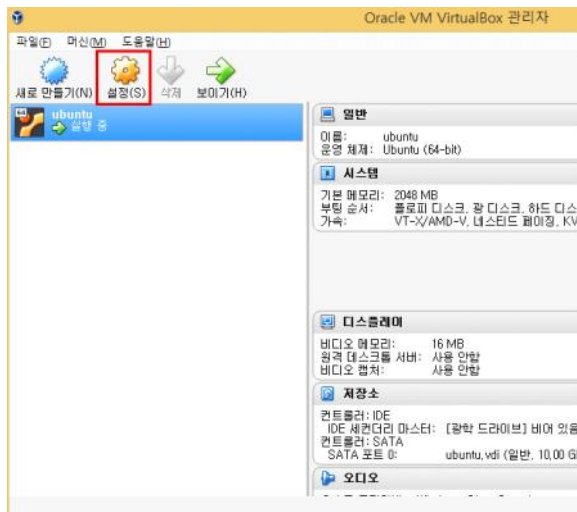 Oracle VM VirtualBox 관리자
파일(F) 머신(M) 도움말(H)
새로 만들기(N) 설정(S) 삭제 보이기(H)
64
ubuntu
실행 중
일반
이름: ubuntu
운영 체제: Ubuntu (64-bit)
시스템
기본 메모리: 2048 MB
부팅 순서: 플로피 디스크, 광 디스크, 하드 디스
가속: VT-x/AMD-V, 네스티드 페이징, KV
디스플레이
비디오 메모리: 16 MB
원격 데스크톱 서버: 사용 안함
비디오 캡처: 사용 안함
저장소
컨트롤러: IDE
IDE 세컨더리 마스터: [광학 드라이브] 비어 있음
컨트롤러: SATA
SATA 포트 0: ubuntu.vdi (일반, 10,00 G
오디오